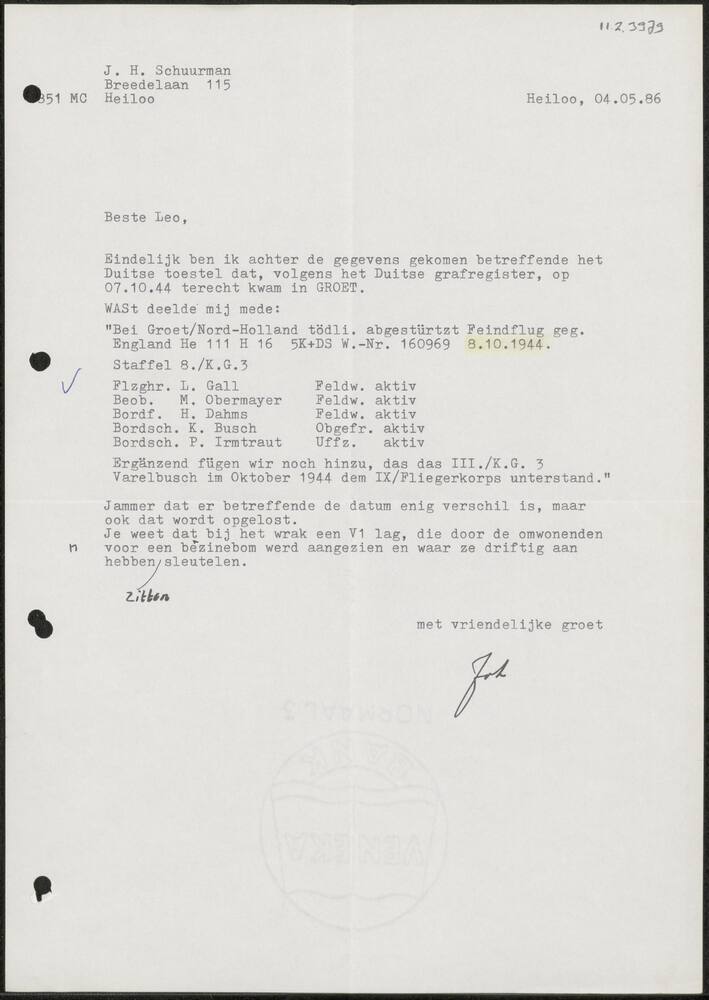 11.2.3979
J. H. Schuurman
Breedelaan 115
851 MC Heiloo
Heiloo, 04.05.86
Beste Leo,
Eindelijk ben ik achter de gegevens gekomen betreffende het
Duitse toestel dat, volgens het Duitse grafregister, op
07.10.44 terecht kwam in GROET.
WASt deelde mij mede:
"Bei Groet/Nord-Holland tödli. abgestürtzt Feindflug geg.
England He 111 H 16 5K+DS W.-Nr. 160969 8.10.1944.
Staffel 8./K.G.3
Flzghr. L. Gall Feldw. aktiv
Beob. M. Obermayer Feldw. aktiv
Bordf. H. Dahms Feldw. aktiv
Bordsch. K. Busch Obgefr. aktiv
Bordsch. P. Irmtraut Uffz. aktiv
Ergänzend fügen wir noch hinzu, das das III./K.G. 3
Varelbusch im Oktober 1944 dem IX/Fliegerkorps unterstand."
Jammer dat er betreffende de datum enig verschil is, maar
ook dat wordt opgelost.
Je weet dat bij het wrak een V1 lag, die door de omwonenden
n voor een bezinebom werd aangezien en waar ze driftig aan
hebben/sleutelen.
zitten
met vriendelijke groet
NORMAAL 3
BANK
VENEKA